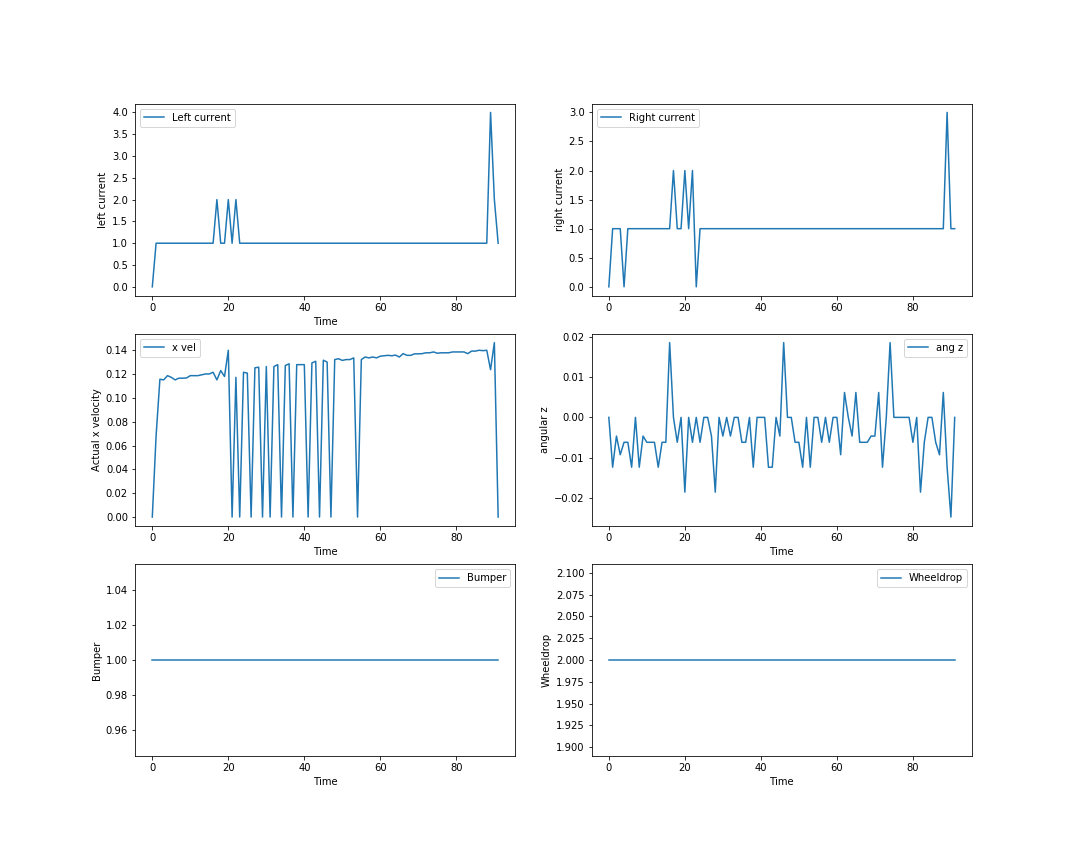 Left current
left current
4.0
3.5
3.0
2.5
2.0
1.5
1.0
0.5
0.0
0 20 40 60 80
Time
Right current
right current
3.0
2.5
2.0
1.5
1.0
0.5
0.0
0 20 40 60 80
Time
x vel
Actual x velocity
0.14
0.12
0.10
0.08
0.06
0.04
0.02
0.00
0 20 40 60 80
Time
ang z
angular z
0.02
0.01
0.00
−0.01
−0.02
0 20 40 60 80
Time
Bumper
Bumper
1.04
1.02
1.00
0.98
0.96
0 20 40 60 80
Time
Wheeldrop
Wheeldrop
2.100
2.075
2.050
2.025
2.000
1.975
1.950
1.925
1.900
0 20 40 60 80
Time